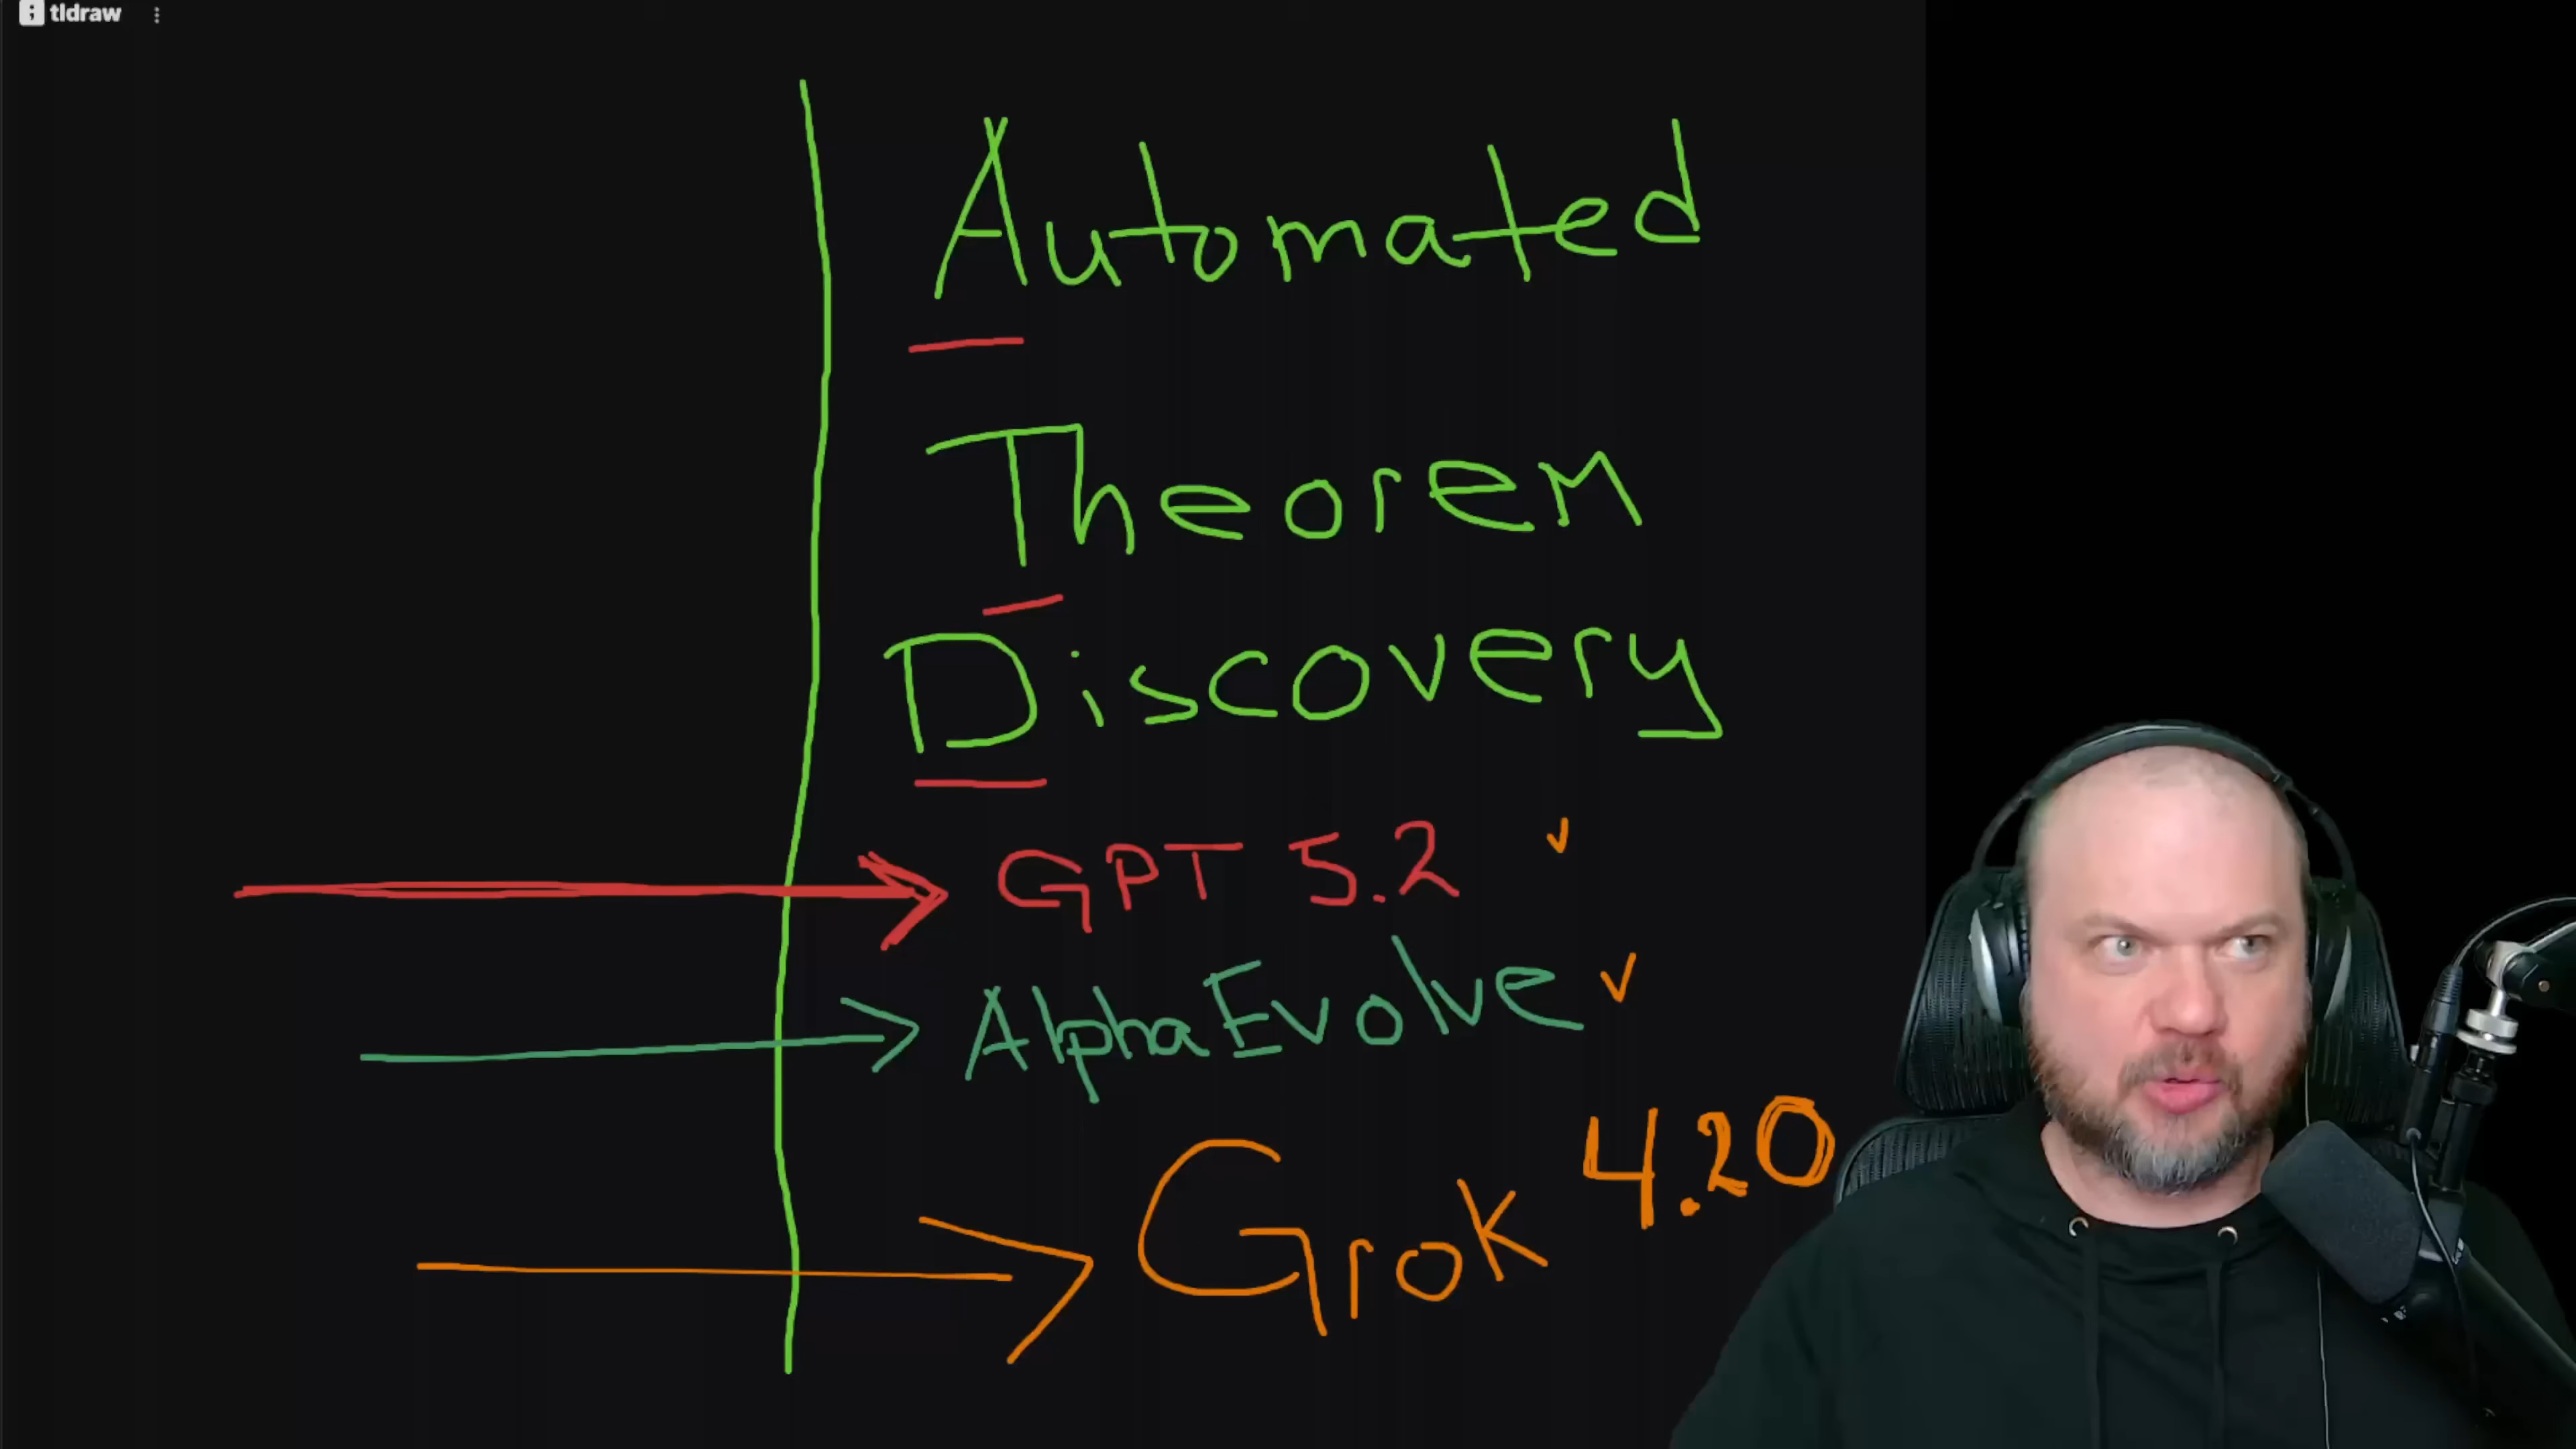 tldraw
Automated
Theorem
Discovery
GPT 5.2
AlphaEvolve
Grok 4.20